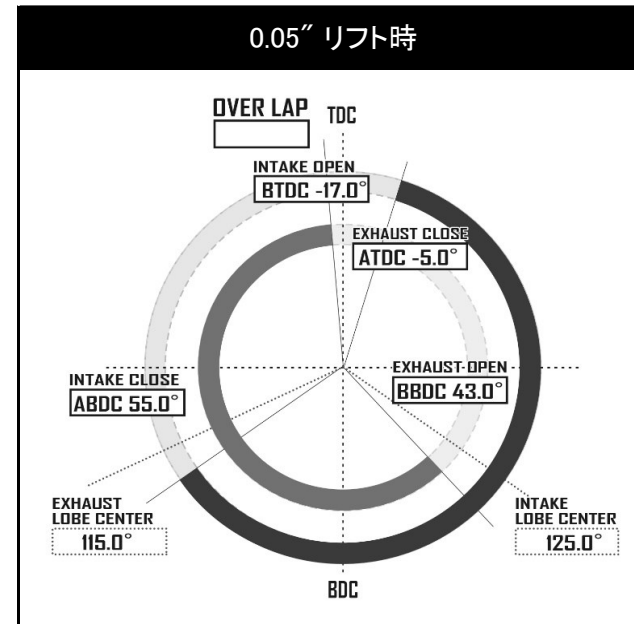 0.05″ リフト時
OVER LAP
TDC
INTAKE OPEN
BTDC -17.0°
EXHAUST CLOSE
ATDC -5.0°
INTAKE CLOSE
ABDC 55.0°
EXHAUST OPEN
BBDC 43.0°
EXHAUST
LOBE CENTER
115.0°
INTAKE
LOBE CENTER
125.0°
BDC